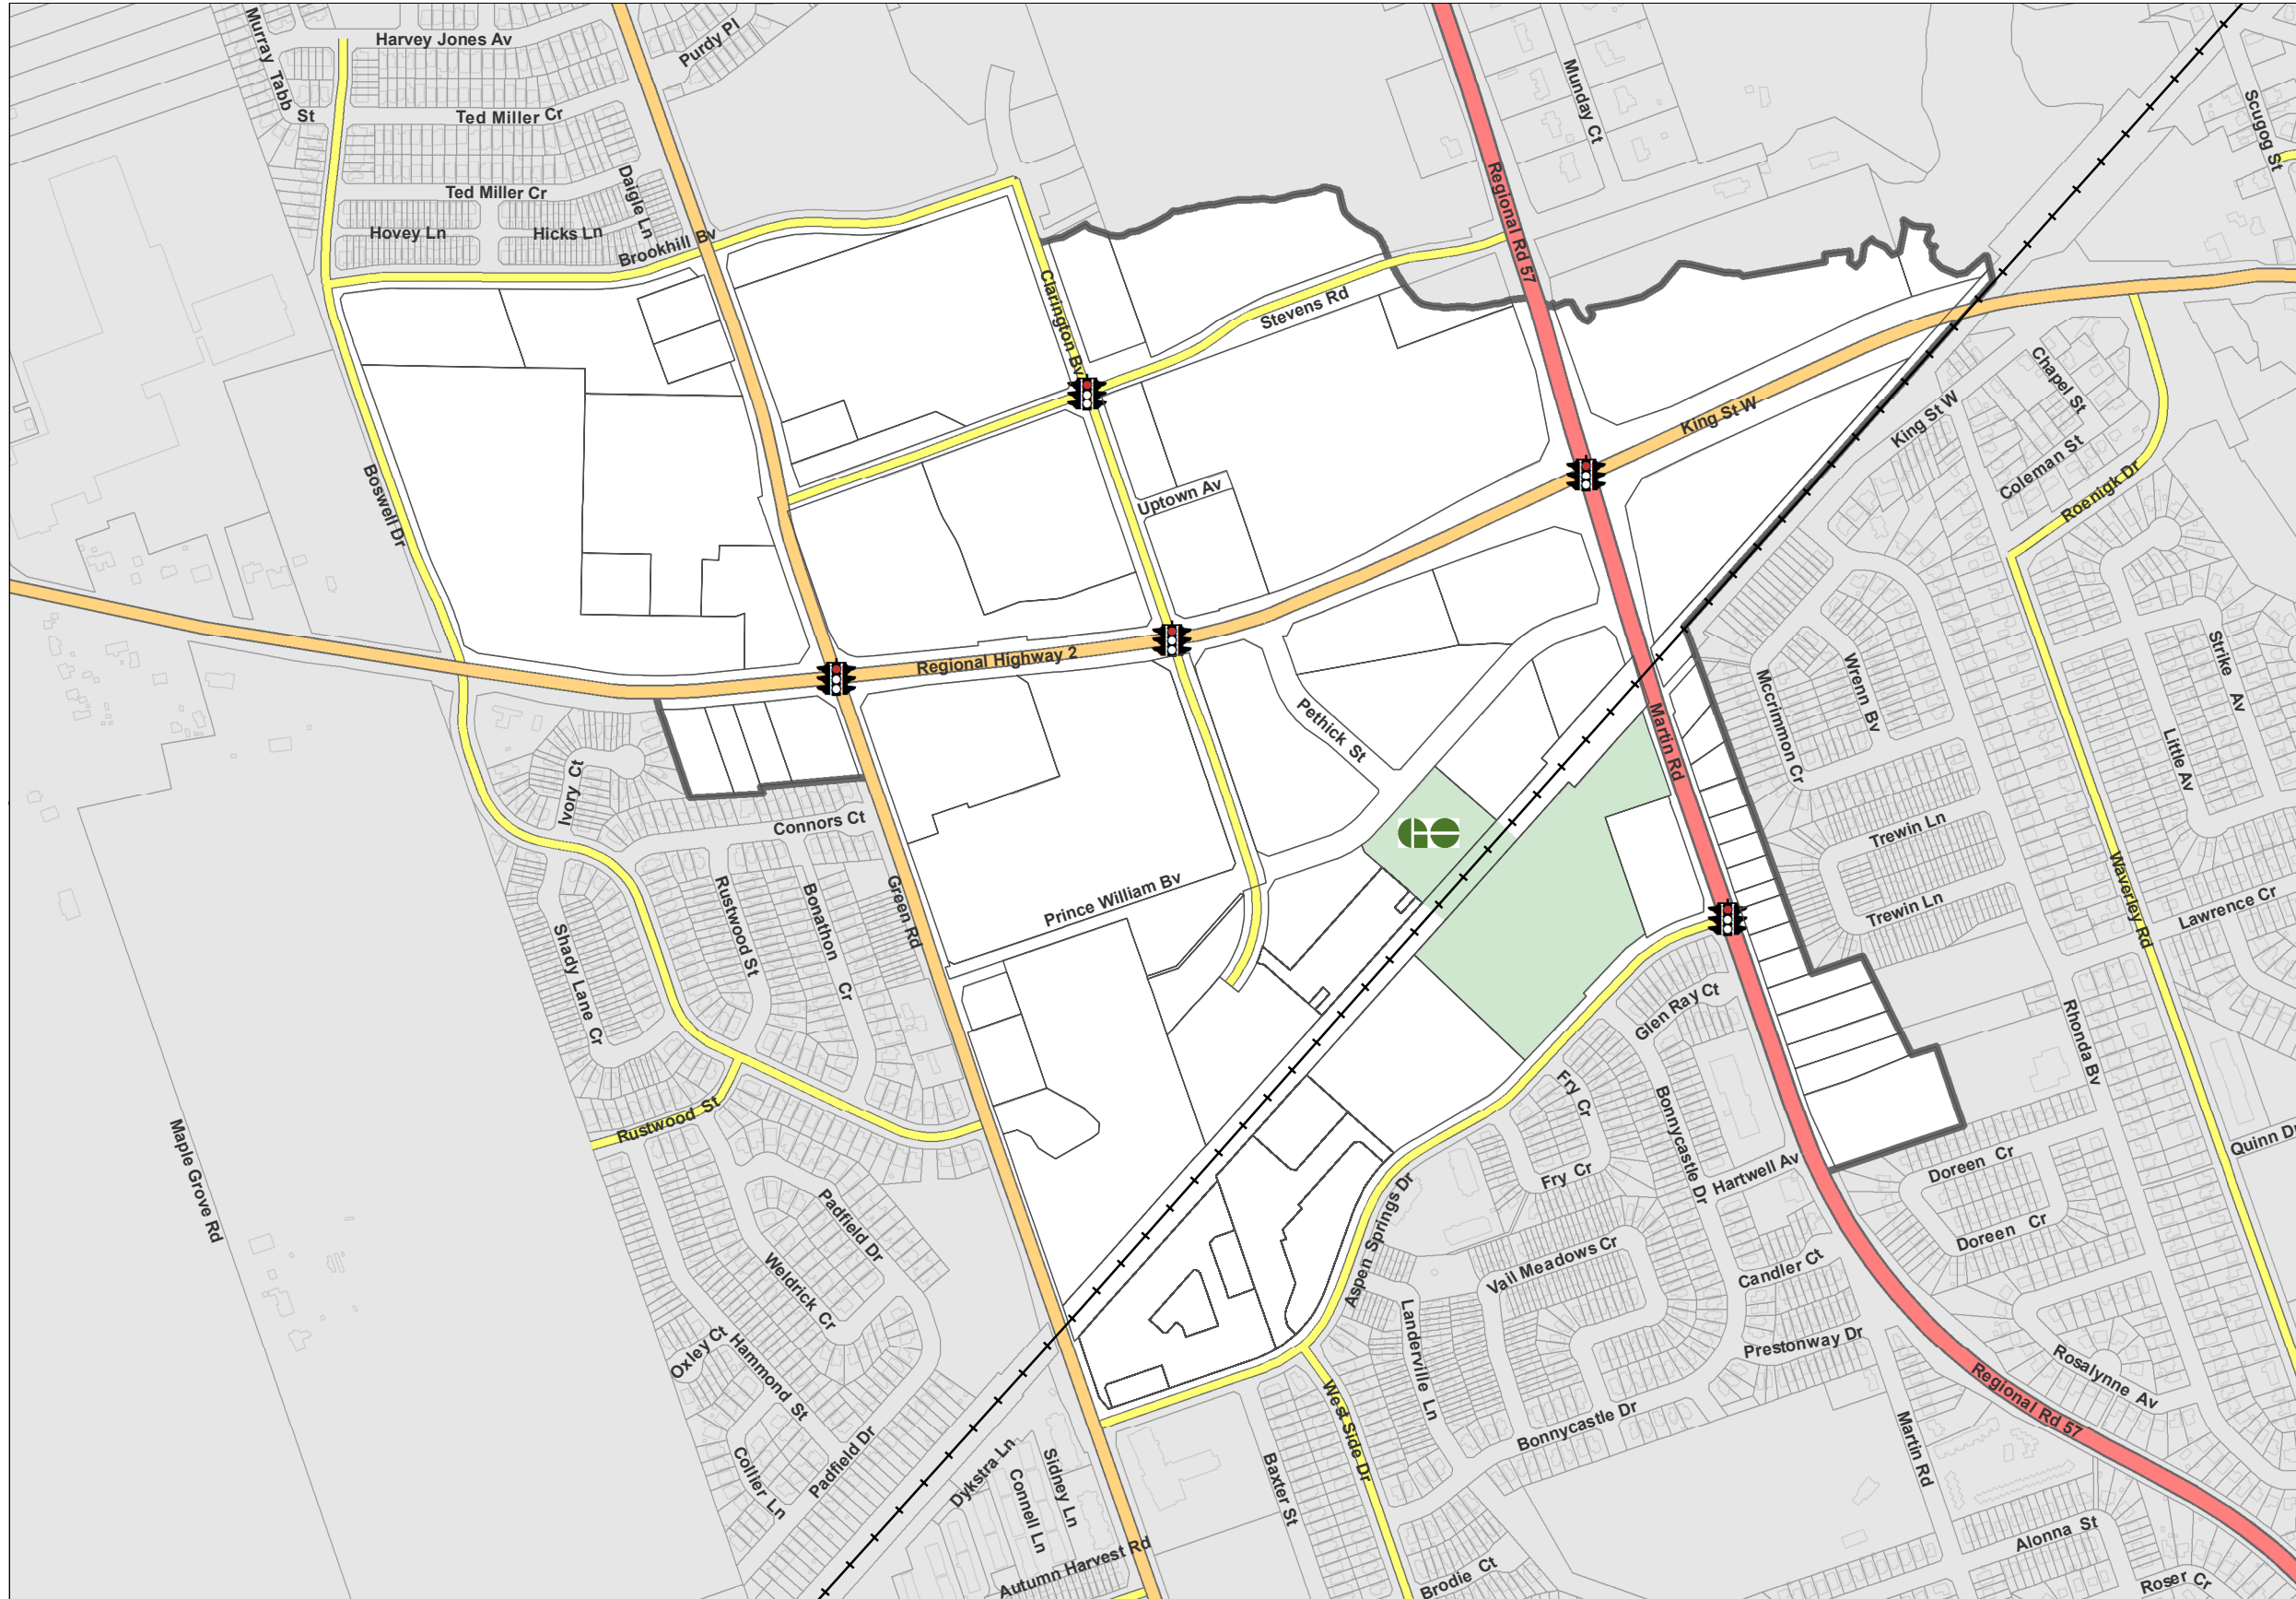 Harvey Jones Av
Purdy Pl
Murray Tabb
St
Ted Miller Cr
Munday Ct
Scugog St
Ted Miller Cr
Daigle Ln
Hovey Ln
Hicks Ln
Brookhill Bv
Regional Rd 57
Clarington Bv
Stevens Rd
King St W
King St W
Chapel St
Coleman St
Roenigk Dr
Boswell Dr
Uptown Av
Regional Highway 2
Pethick St
Martin Rd
Mccrimmon Cr
Wrenn Bv
Strike Av
Little Av
Ivory Ct
Connors Ct
Trewin Ln
Trewin Ln
Waverley Rd
Lawrence Cr
GO
Prince William Bv
Green Rd
Rustwood St
Bonathon Cr
Shady Lane Cr
Glen Ray Ct
Rhonda Bv
Fry Cr
Fry Cr
Bonnycastle Dr
Hartwell Av
Quinn Dr
Doreen Cr
Doreen Cr
Rustwood St
Maple Grove Rd
Padfield Dr
Weldrick Cr
Aspen Springs Dr
Vail Meadows Cr
Candler Ct
Landerville Ln
Prestonway Dr
Oxley Ct
Hammond St
Rosalynne Av
Regional Rd 57
West Side Dr
Bonnycastle Dr
Martin Rd
Collier Ln
Padfield Dr
Dykstra Ln
Sidney Ln
Connell Ln
Baxter St
Autumn Harvest Rd
Brodie Ct
Alonna St
Roser Cr